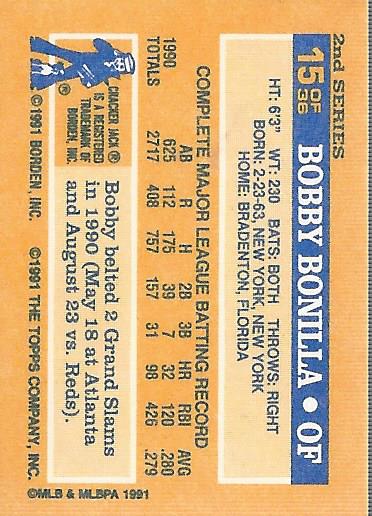 2nd SERIES
15 OF 36 BOBBY BONILLA • OF
HT: 6'3" WT: 230 BATS: BOTH THROWS: RIGHT
BORN: 2-23-63, NEW YORK, NEW YORK
HOME: BRADENTON, FLORIDA
COMPLETE MAJOR LEAGUE BATTING RECORD
AB R H 2B 3B HR RBI AVG
1990 625 112 175 39 7 32 120 .280
TOTALS 2717 408 757 157 31 98 426 .279
CRACKER JACK®
IS A REGISTERED
TRADEMARK OF
BORDEN, INC.
Bobby belted 2 Grand Slams
in 1990 (May 18 at Atlanta
and August 23 vs. Reds).
©1991 BORDEN, INC. ©1991 THE TOPPS COMPANY, INC.
©MLB & MLBPA 1991